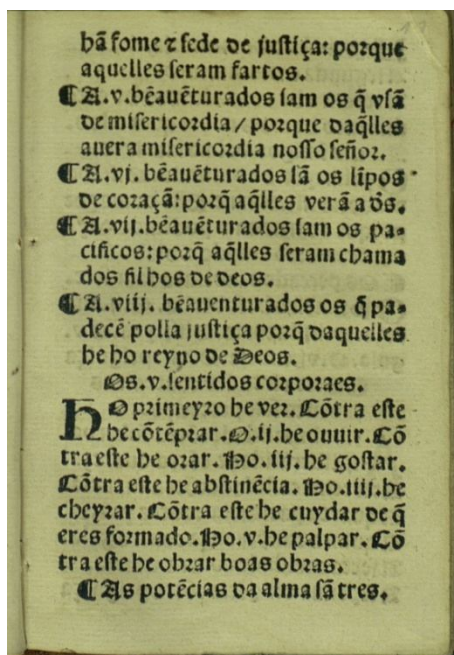 hã fome ⁊ sede de justiça: porque
aquelles seram fartos.
¶ A.v. bẽauẽturados sam os q̃ vsã
de misericordia / porque daq̃lles
auera misericordia nosso señor.
¶ A.vj. bẽauẽturados sã os lĩpos
de coraçã: porq̃ aq̃lles verã a dõs.
¶ A.vij. bẽauẽturados sam os pa⸗
cificos: porq̃ aq̃lles seram chama
dos filhos de deos.
¶ A.viij. bẽauenturados os q̃ pa⸗
decẽ polla justiça porq̃ daquelles
he ho reyno de Deos.
Os.v.sentidos corporaes.
HO primeyro he ver. Cõtra este
he cõtẽprar. O.ij.he ouuir. Cõ
tra este he orar. Ho.iij. he gostar.
Cõtra este he abstinẽcia. Ho.iiij.he
cheyrar. Cõtra este he cuydar de q̃
eres formado. Ho.v.he palpar. Cõ
tra este he obrar boas obras.
¶ As potẽcias da alma sã tres.